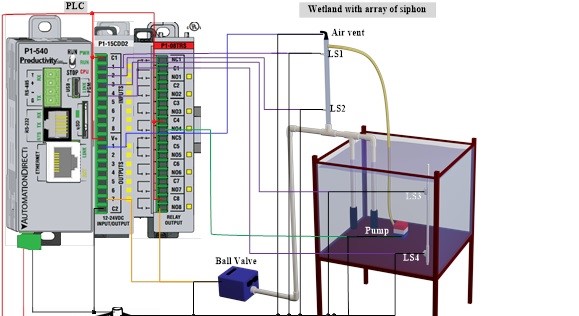 PLC
Wetland with array of siphon
P1-540
Productivity
P1-15CDD2
P1-08TRS
PWR
RUN
CPU
STOP
RS-485
RS-232
ETHERNET
AUTOMATIONDIRECT
C1
1
2
3
4
5
6
7
8
V+
1
2
3
4
5
6
7
C2
INPUTS
OUTPUTS
12-24VDC
INPUT/OUTPUT
NC1
C1
NO1
C2
NO2
C3
NO3
C4
NO4
NC5
C5
NO5
C6
NO6
C7
NO7
C8
NO8
RELAY
OUTPUT
Air vent
LS1
LS2
LS3
Pump
LS4
Ball Valve